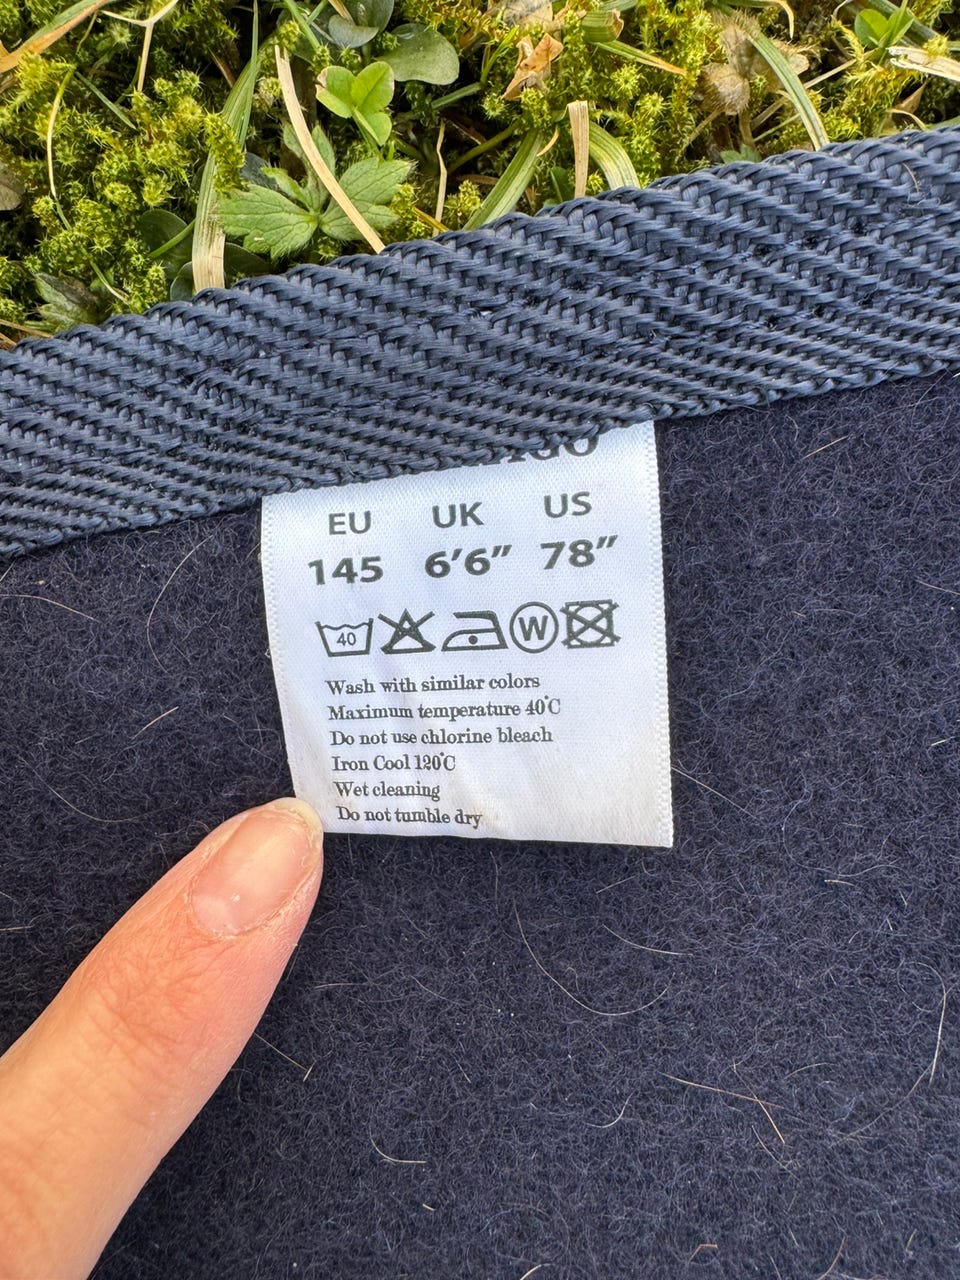 EU UK US
145 6'6" 78"
40 W
Wash with similar colors
Maximum temperature 40°C
Do not use chlorine bleach
Iron Cool 120°C
Wet cleaning
Do not tumble dry